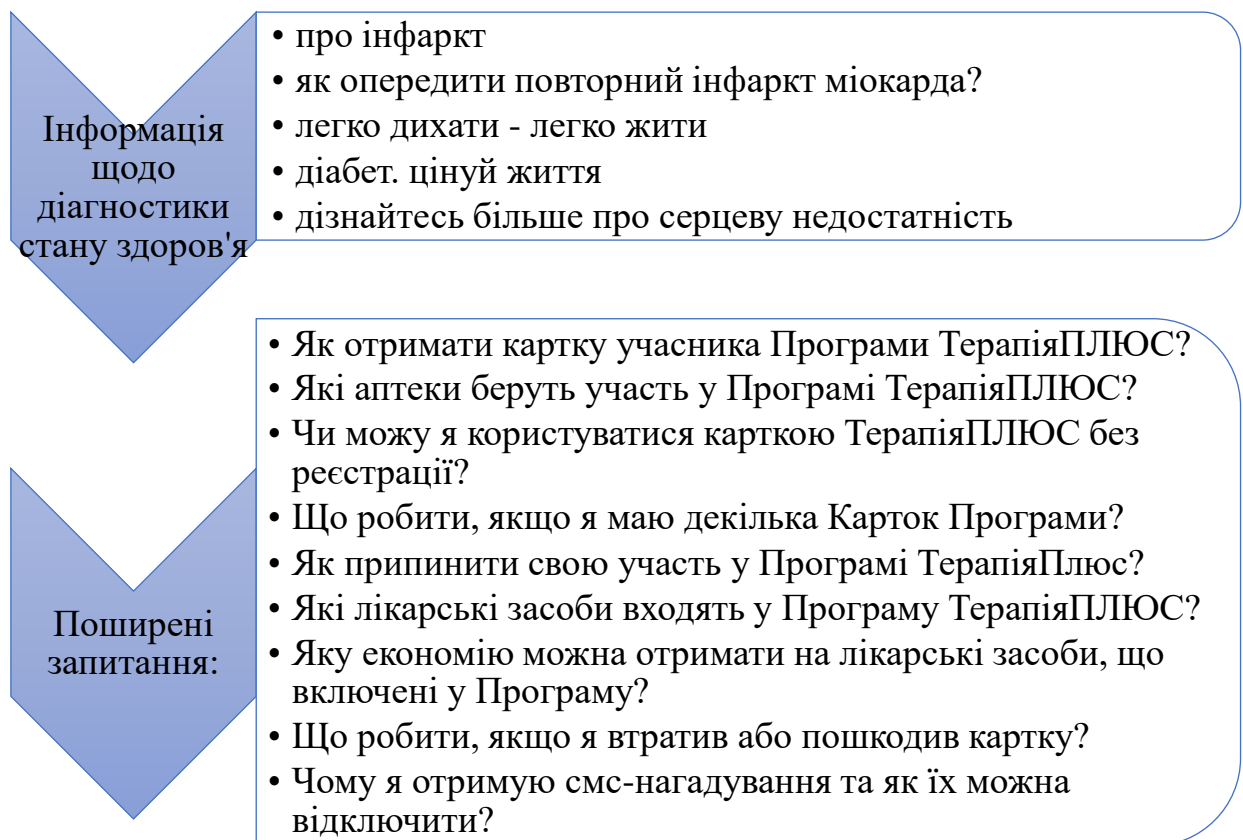 Інформація
щодо
діагностики
стану здоров'я
• про інфаркт
• як опередити повторний інфаркт міокарда?
• легко дихати - легко жити
• діабет. цінуй життя
• дізнайтесь більше про серцеву недостатність
Поширені
запитання:
• Як отримати картку учасника Програми ТерапіяПЛЮС?
• Які аптеки беруть участь у Програмі ТерапіяПЛЮС?
• Чи можу я користуватися карткою ТерапіяПЛЮС без
реєстрації?
• Що робити, якщо я маю декілька Карток Програми?
• Як припинити свою участь у Програмі ТерапіяПлюс?
• Які лікарські засоби входять у Програму ТерапіяПЛЮС?
• Яку економію можна отримати на лікарські засоби, що
включені у Програму?
• Що робити, якщо я втратив або пошкодив картку?
• Чому я отримую смс-нагадування та як їх можна
відключити?